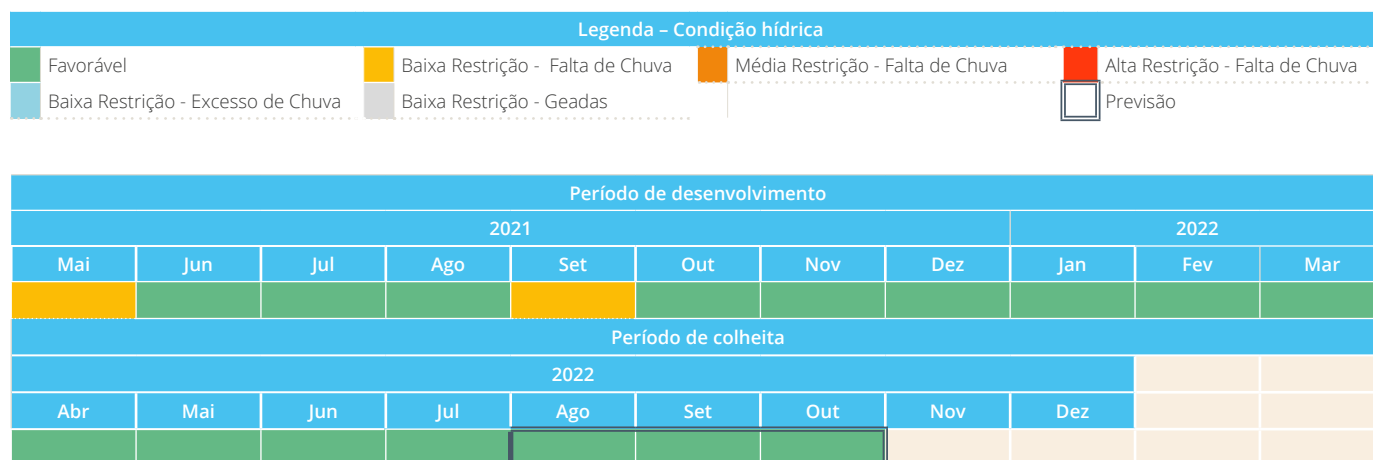 Legenda – Condição hídrica
Favorável Baixa Restrição - Falta de Chuva Média Restrição - Falta de Chuva Alta Restrição - Falta de Chuva
Baixa Restrição - Excesso de Chuva Baixa Restrição - Geadas Previsão
Período de desenvolvimento
2021 2022
Mai Jun Jul Ago Set Out Nov Dez Jan Fev Mar
Período de colheita
2022
Abr Mai Jun Jul Ago Set Out Nov Dez